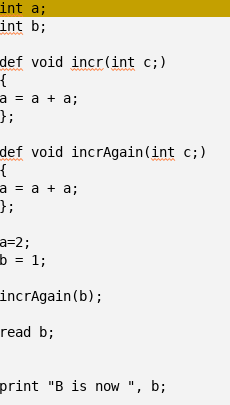 int a;
int b;
def void incr(int c;)
{
a = a + a;
};
def void incrAgain(int c;)
{
a = a + a;
};
a=2;
b = 1;
incrAgain(b);
read b;
print "B is now ", b;